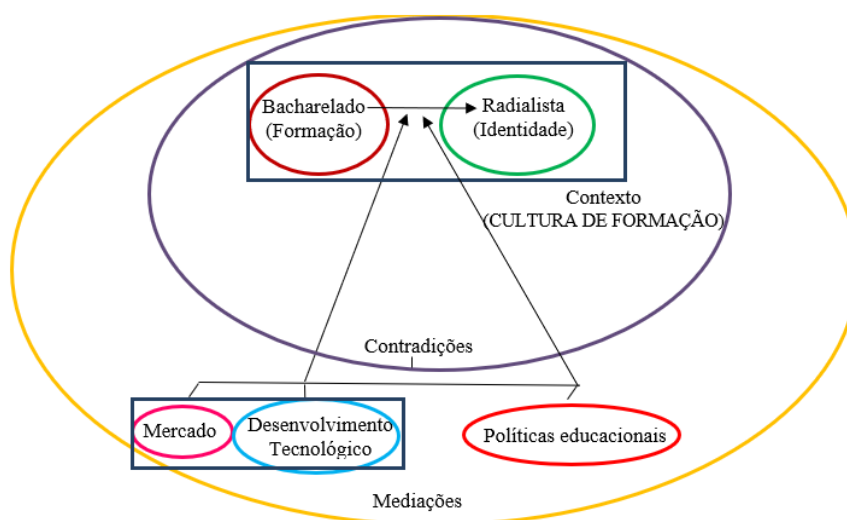 Bacharelado
(Formação)
Radialista
(Identidade)
Contexto
(CULTURA DE FORMAÇÃO)
Contradições
Mercado
Desenvolvimento
Tecnológico
Políticas educacionais
Mediações